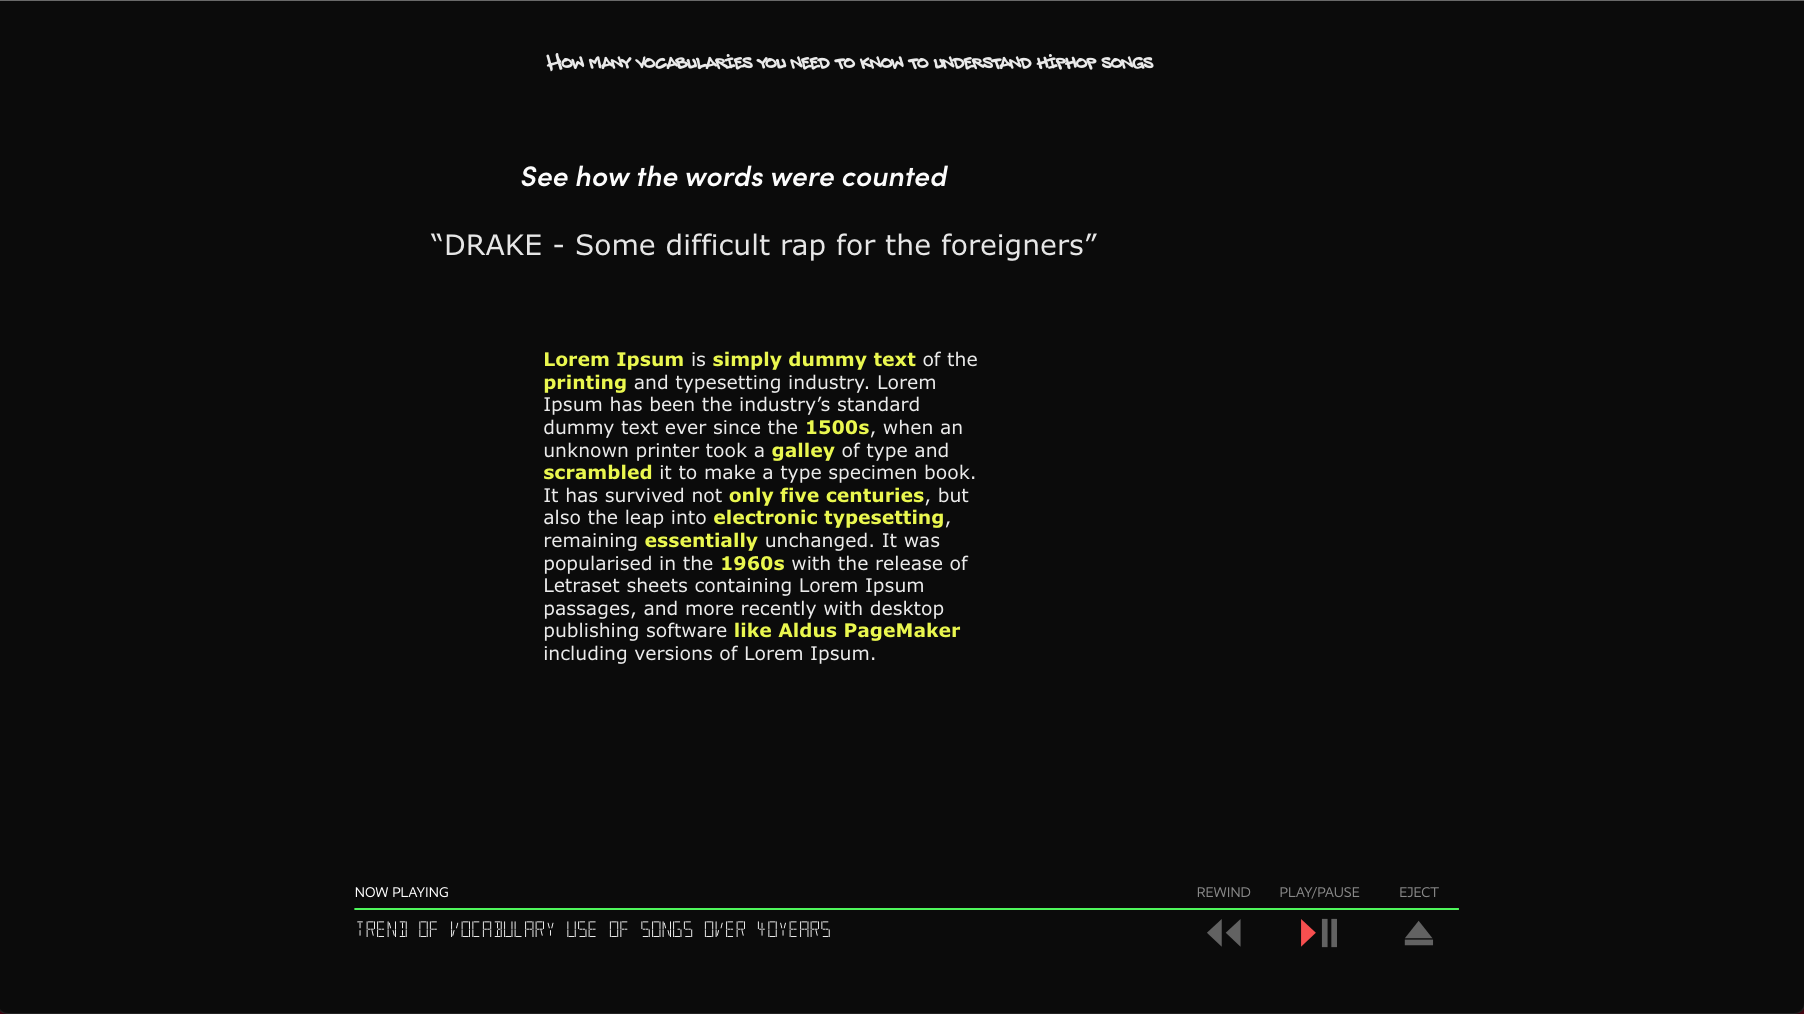 How many vocabularies you need to know to understand hiphop songs
See how the words were counted
“DRAKE - Some difficult rap for the foreigners”
Lorem Ipsum is simply dummy text of the
printing and typesetting industry. Lorem
Ipsum has been the industry’s standard
dummy text ever since the 1500s, when an
unknown printer took a galley of type and
scrambled it to make a type specimen book.
It has survived not only five centuries, but
also the leap into electronic typesetting,
remaining essentially unchanged. It was
popularised in the 1960s with the release of
Letraset sheets containing Lorem Ipsum
passages, and more recently with desktop
publishing software like Aldus PageMaker
including versions of Lorem Ipsum.
NOW PLAYING
REWIND PLAY/PAUSE EJECT
TREND OF VOCABULARY USE OF SONGS OVER 40YEARS